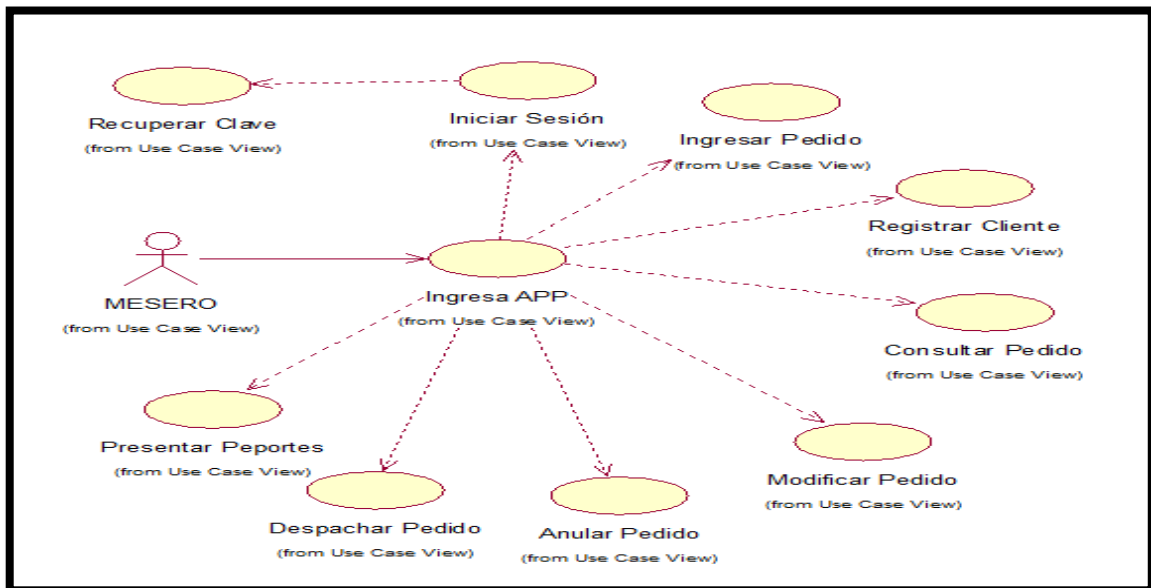 Recuperar Clave
(from Use Case View)
Iniciar Sesión
(from Use Case View)
Ingresar Pedido
(from Use Case View)
Registrar Cliente
(from Use Case View)
MESERO
(from Use Case View)
Ingresa APP
(from Use Case View)
Consultar Pedido
(from Use Case View)
Presentar Peportes
(from Use Case View)
Modificar Pedido
(from Use Case View)
Despachar Pedido
(from Use Case View)
Anular Pedido
(from Use Case View)